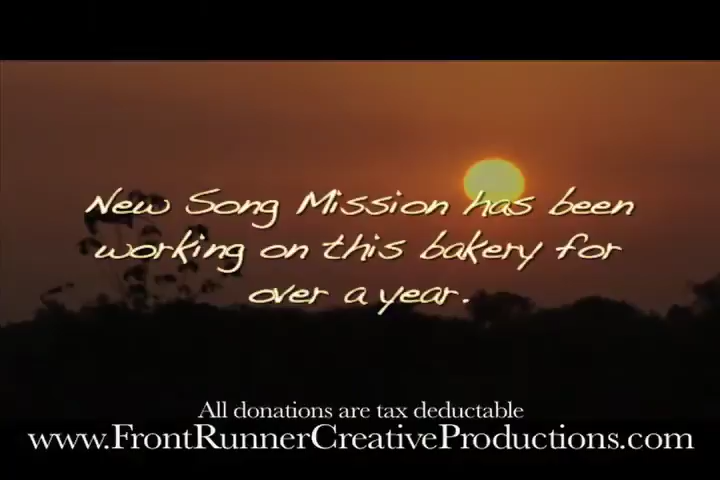 New Song Mission has been
working on this bakery for
over a year.
All donations are tax deductable
www.FrontRunnerCreativeProductions.com